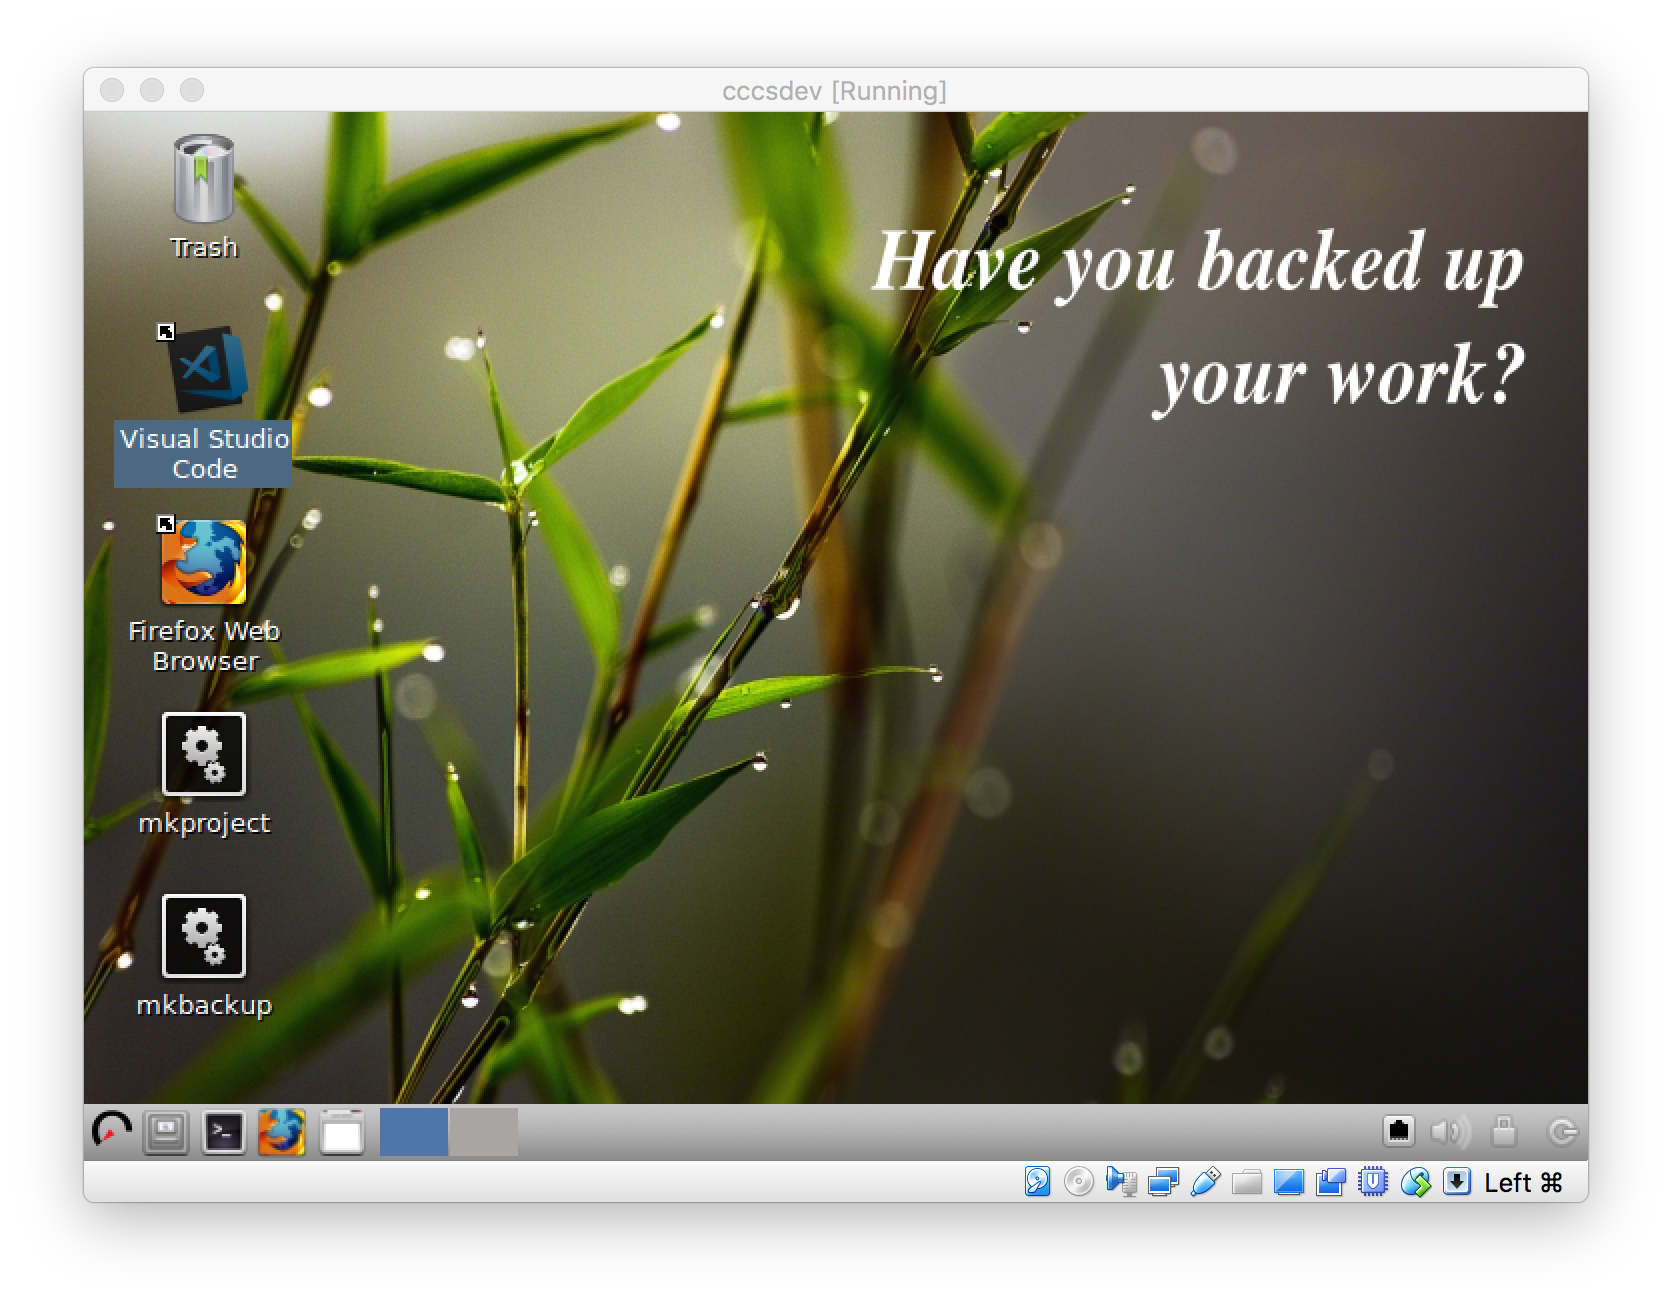 cccsdev [Running]
Trash
Have you backed up
your work?
Visual Studio
Code
Firefox Web
Browser
mkproject
mkbackup
Left ⌘